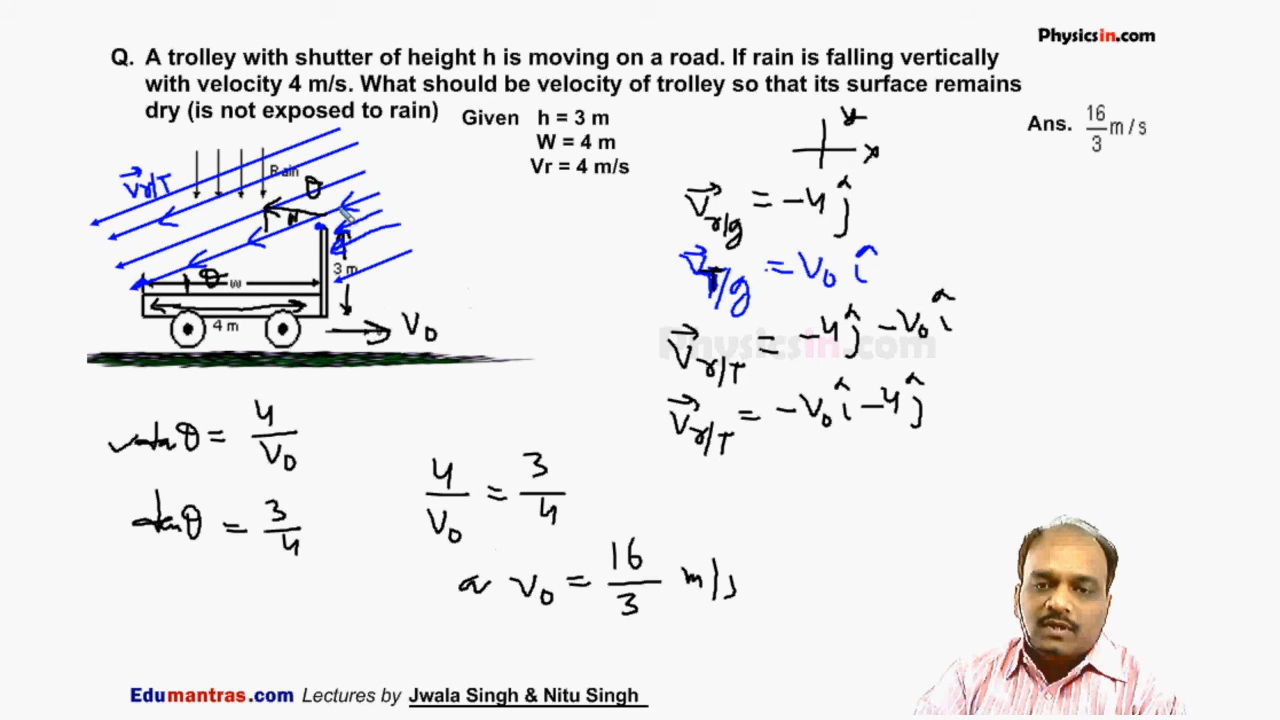 Physicsin.com
Q. A trolley with shutter of height h is moving on a road. If rain is falling vertically
with velocity 4 m/s. What should be velocity of trolley so that its surface remains
dry (is not exposed to rain)
Given h = 3 m
W = 4 m
Vr = 4 m/s
Ans. 16/3 m/s
Rain
V⃗r/T
θ
H
3 m
θ
w
4 m
V₀
y
x
V⃗r/g = -4ĵ
V⃗T/g = V₀ î
V⃗r/T = -4ĵ - V₀ î
V⃗r/T = -V₀ î - 4ĵ
Physicsin.com
tanθ = 4/V₀
tanθ = 3/4
4/V₀ = 3/4
V₀ = 16/3 m/s
Edumantras.com Lectures by Jwala Singh & Nitu Singh